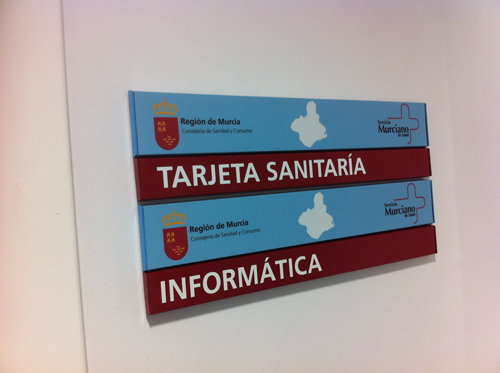 Región de Murcia
Consejería de Sanidad y Consumo
Servicio
Murciano
de Salud
TARJETA SANITARÍA
Región de Murcia
Consejería de Sanidad y Consumo
Servicio
Murciano
de Salud
INFORMÁTICA